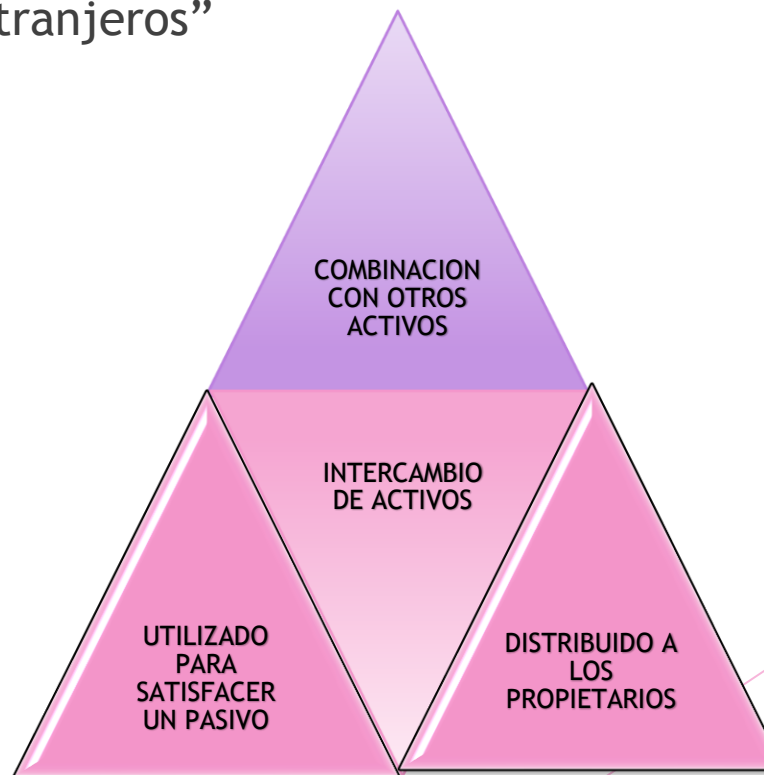 tranjeros”
COMBINACION
CON OTROS
ACTIVOS
INTERCAMBIO
DE ACTIVOS
UTILIZADO
PARA
SATISFACER
UN PASIVO
DISTRIBUIDO A
LOS
PROPIETARIOS